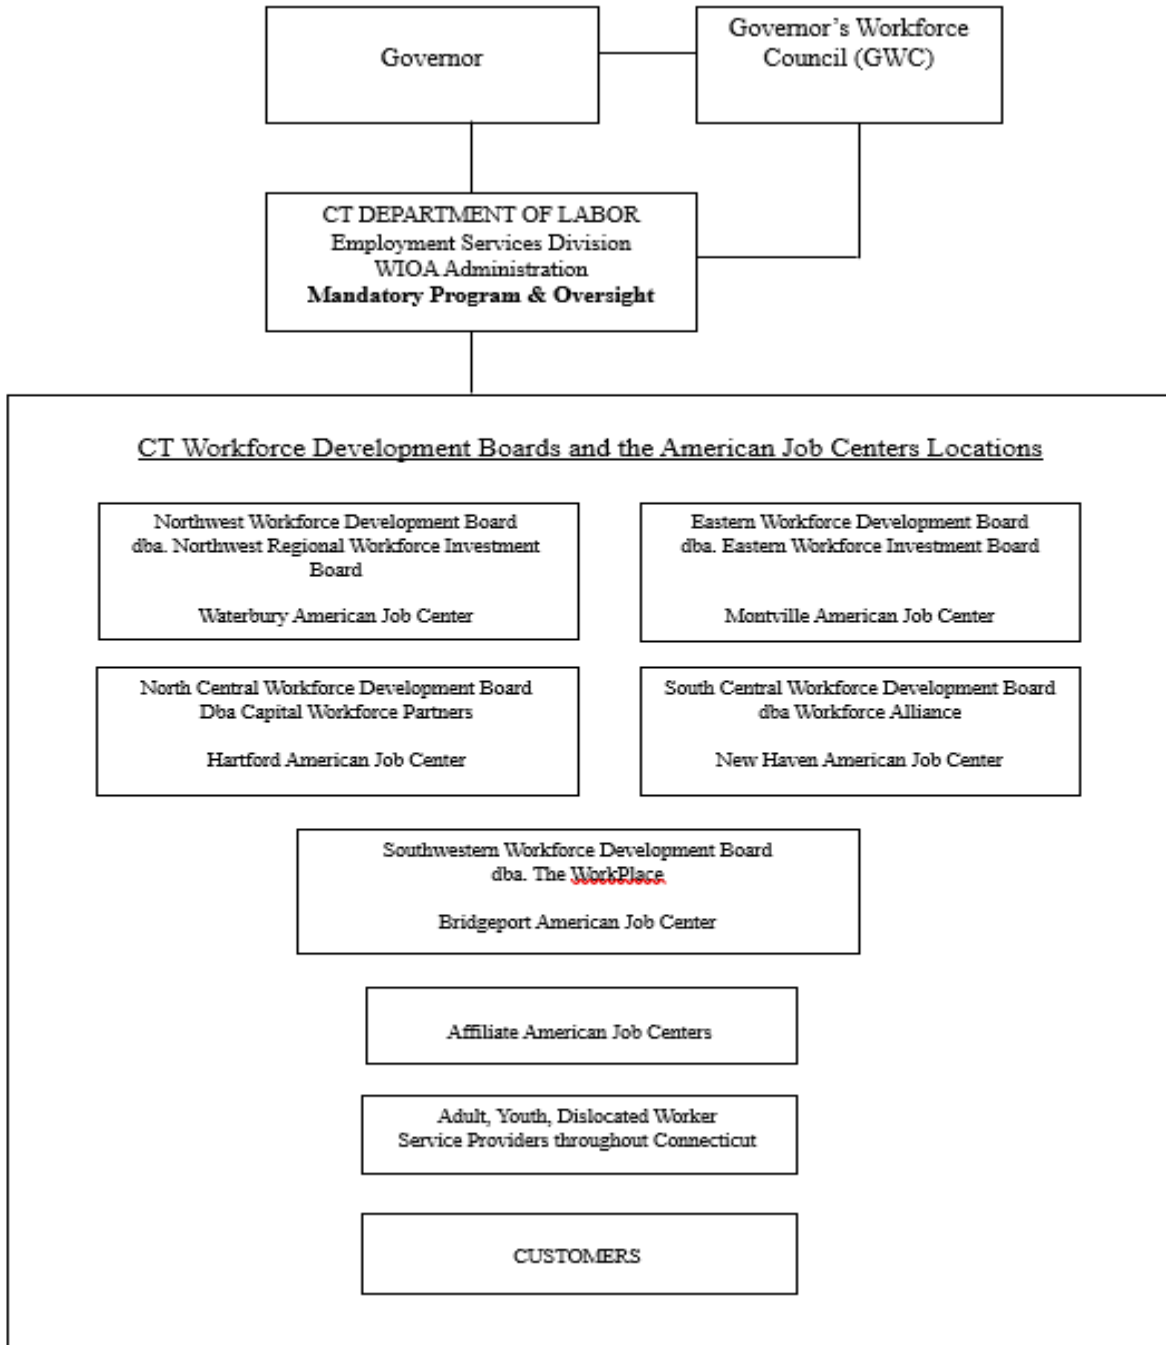 Governor
Governor’s Workforce
Council (GWC)
CT DEPARTMENT OF LABOR
Employment Services Division
WIOA Administration
Mandatory Program & Oversight
CT Workforce Development Boards and the American Job Centers Locations
Northwest Workforce Development Board
dba. Northwest Regional Workforce Investment
Board
Waterbury American Job Center
Eastern Workforce Development Board
dba. Eastern Workforce Investment Board
Montville American Job Center
North Central Workforce Development Board
Dba Capital Workforce Partners
Hartford American Job Center
South Central Workforce Development Board
dba Workforce Alliance
New Haven American Job Center
Southwestern Workforce Development Board
dba. The WorkPlace
Bridgeport American Job Center
Affiliate American Job Centers
Adult, Youth, Dislocated Worker
Service Providers throughout Connecticut
CUSTOMERS